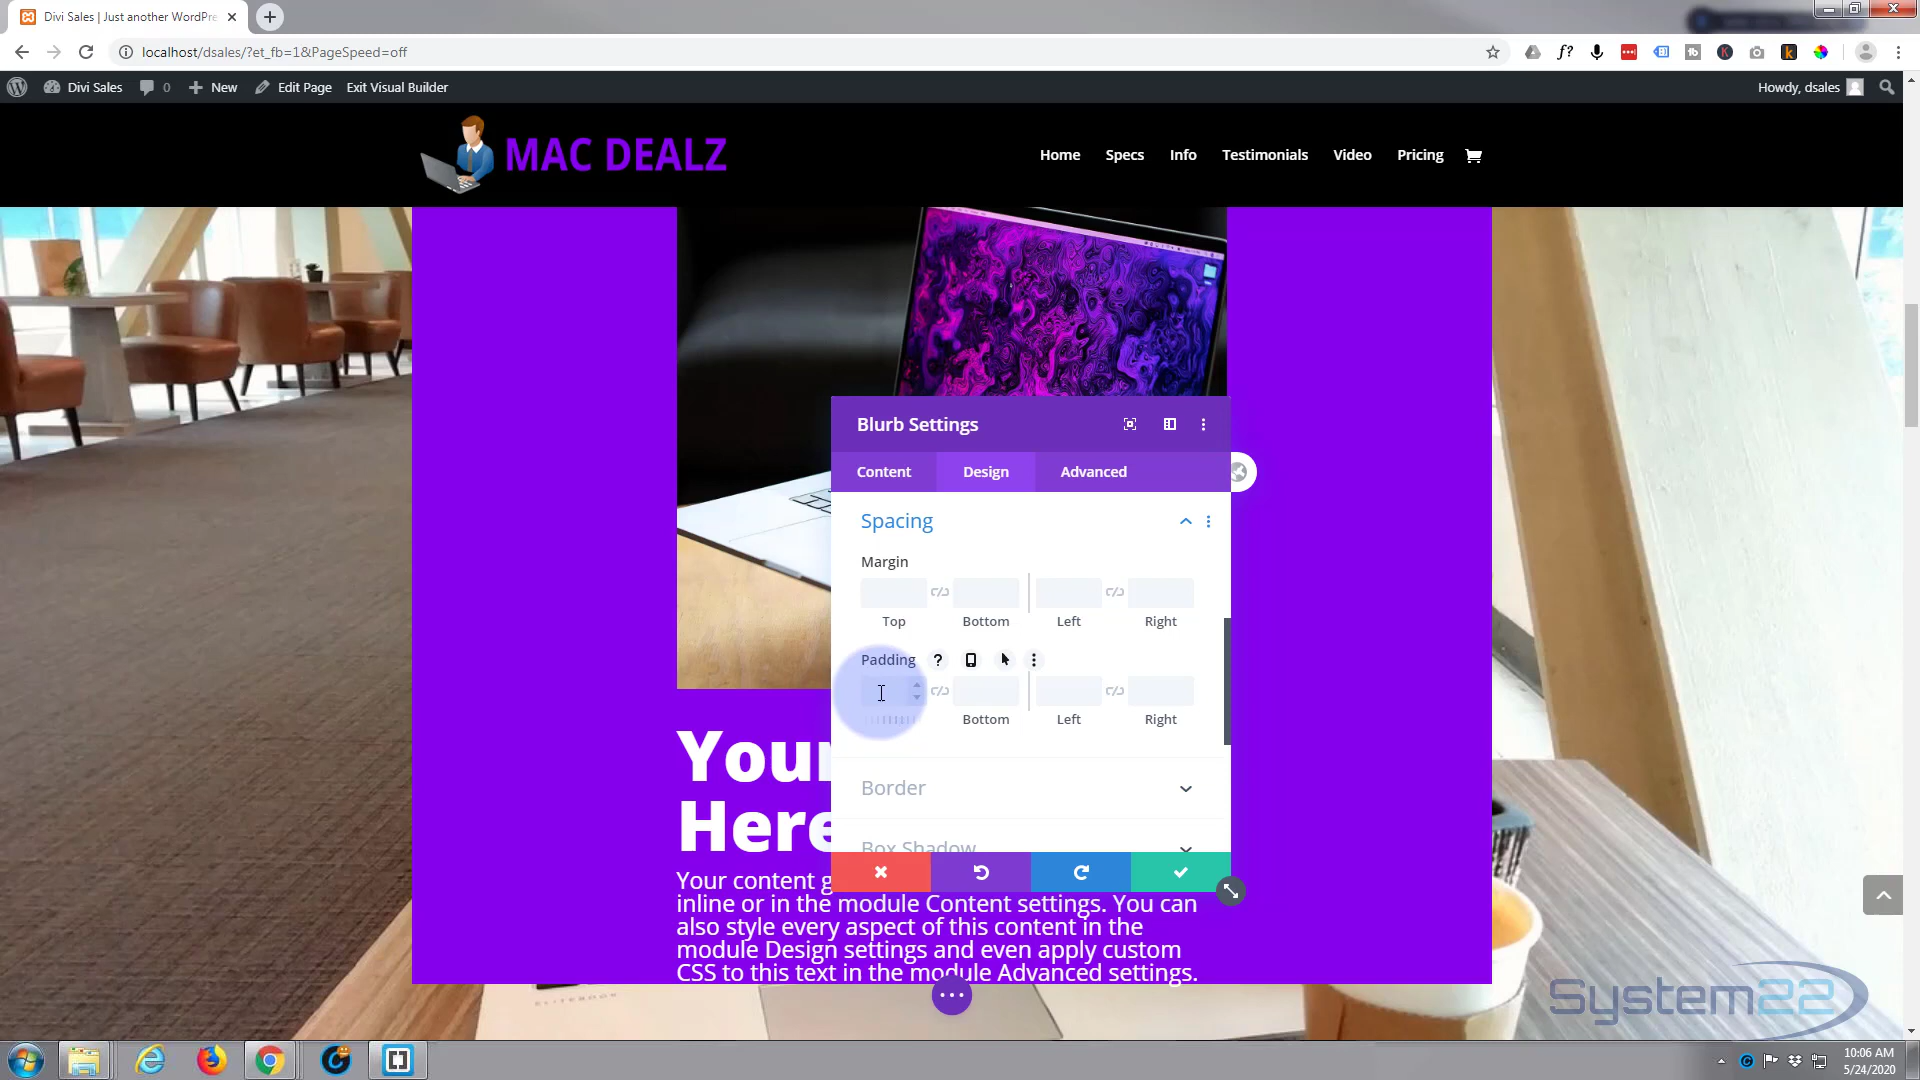 Divi Sales | Just another WordPre
localhost/dsales/?et_fb=1&PageSpeed=off
Divi Sales 0 New Edit Page Exit Visual Builder
Howdy, dsales
MAC DEALZ
Home Specs Info Testimonials Video Pricing
Blurb Settings
Content Design Advanced
Spacing
Margin
Top Bottom Left Right
Padding ?
Bottom Left Right
Border
Box Shadow
Your
Here
Your content g
inline or in the module Content settings. You can
also style every aspect of this content in the
module Design settings and even apply custom
CSS to this text in the module Advanced settings.
ELITEBOOK
System22
10:06 AM
5/24/2020